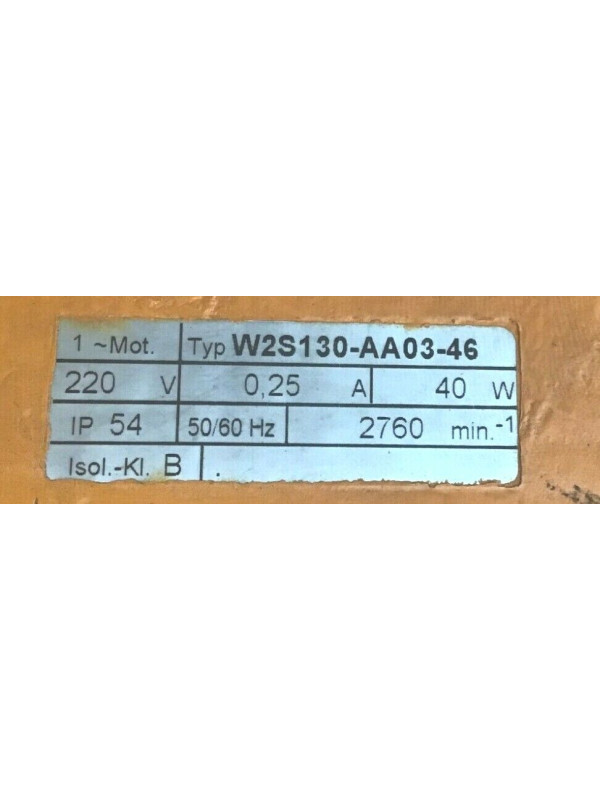 1 ~Mot. Typ W2S130-AA03-46
220 V 0,25 A 40 W
IP 54 50/60 Hz 2760 min.-1
Isol.-Kl. B .